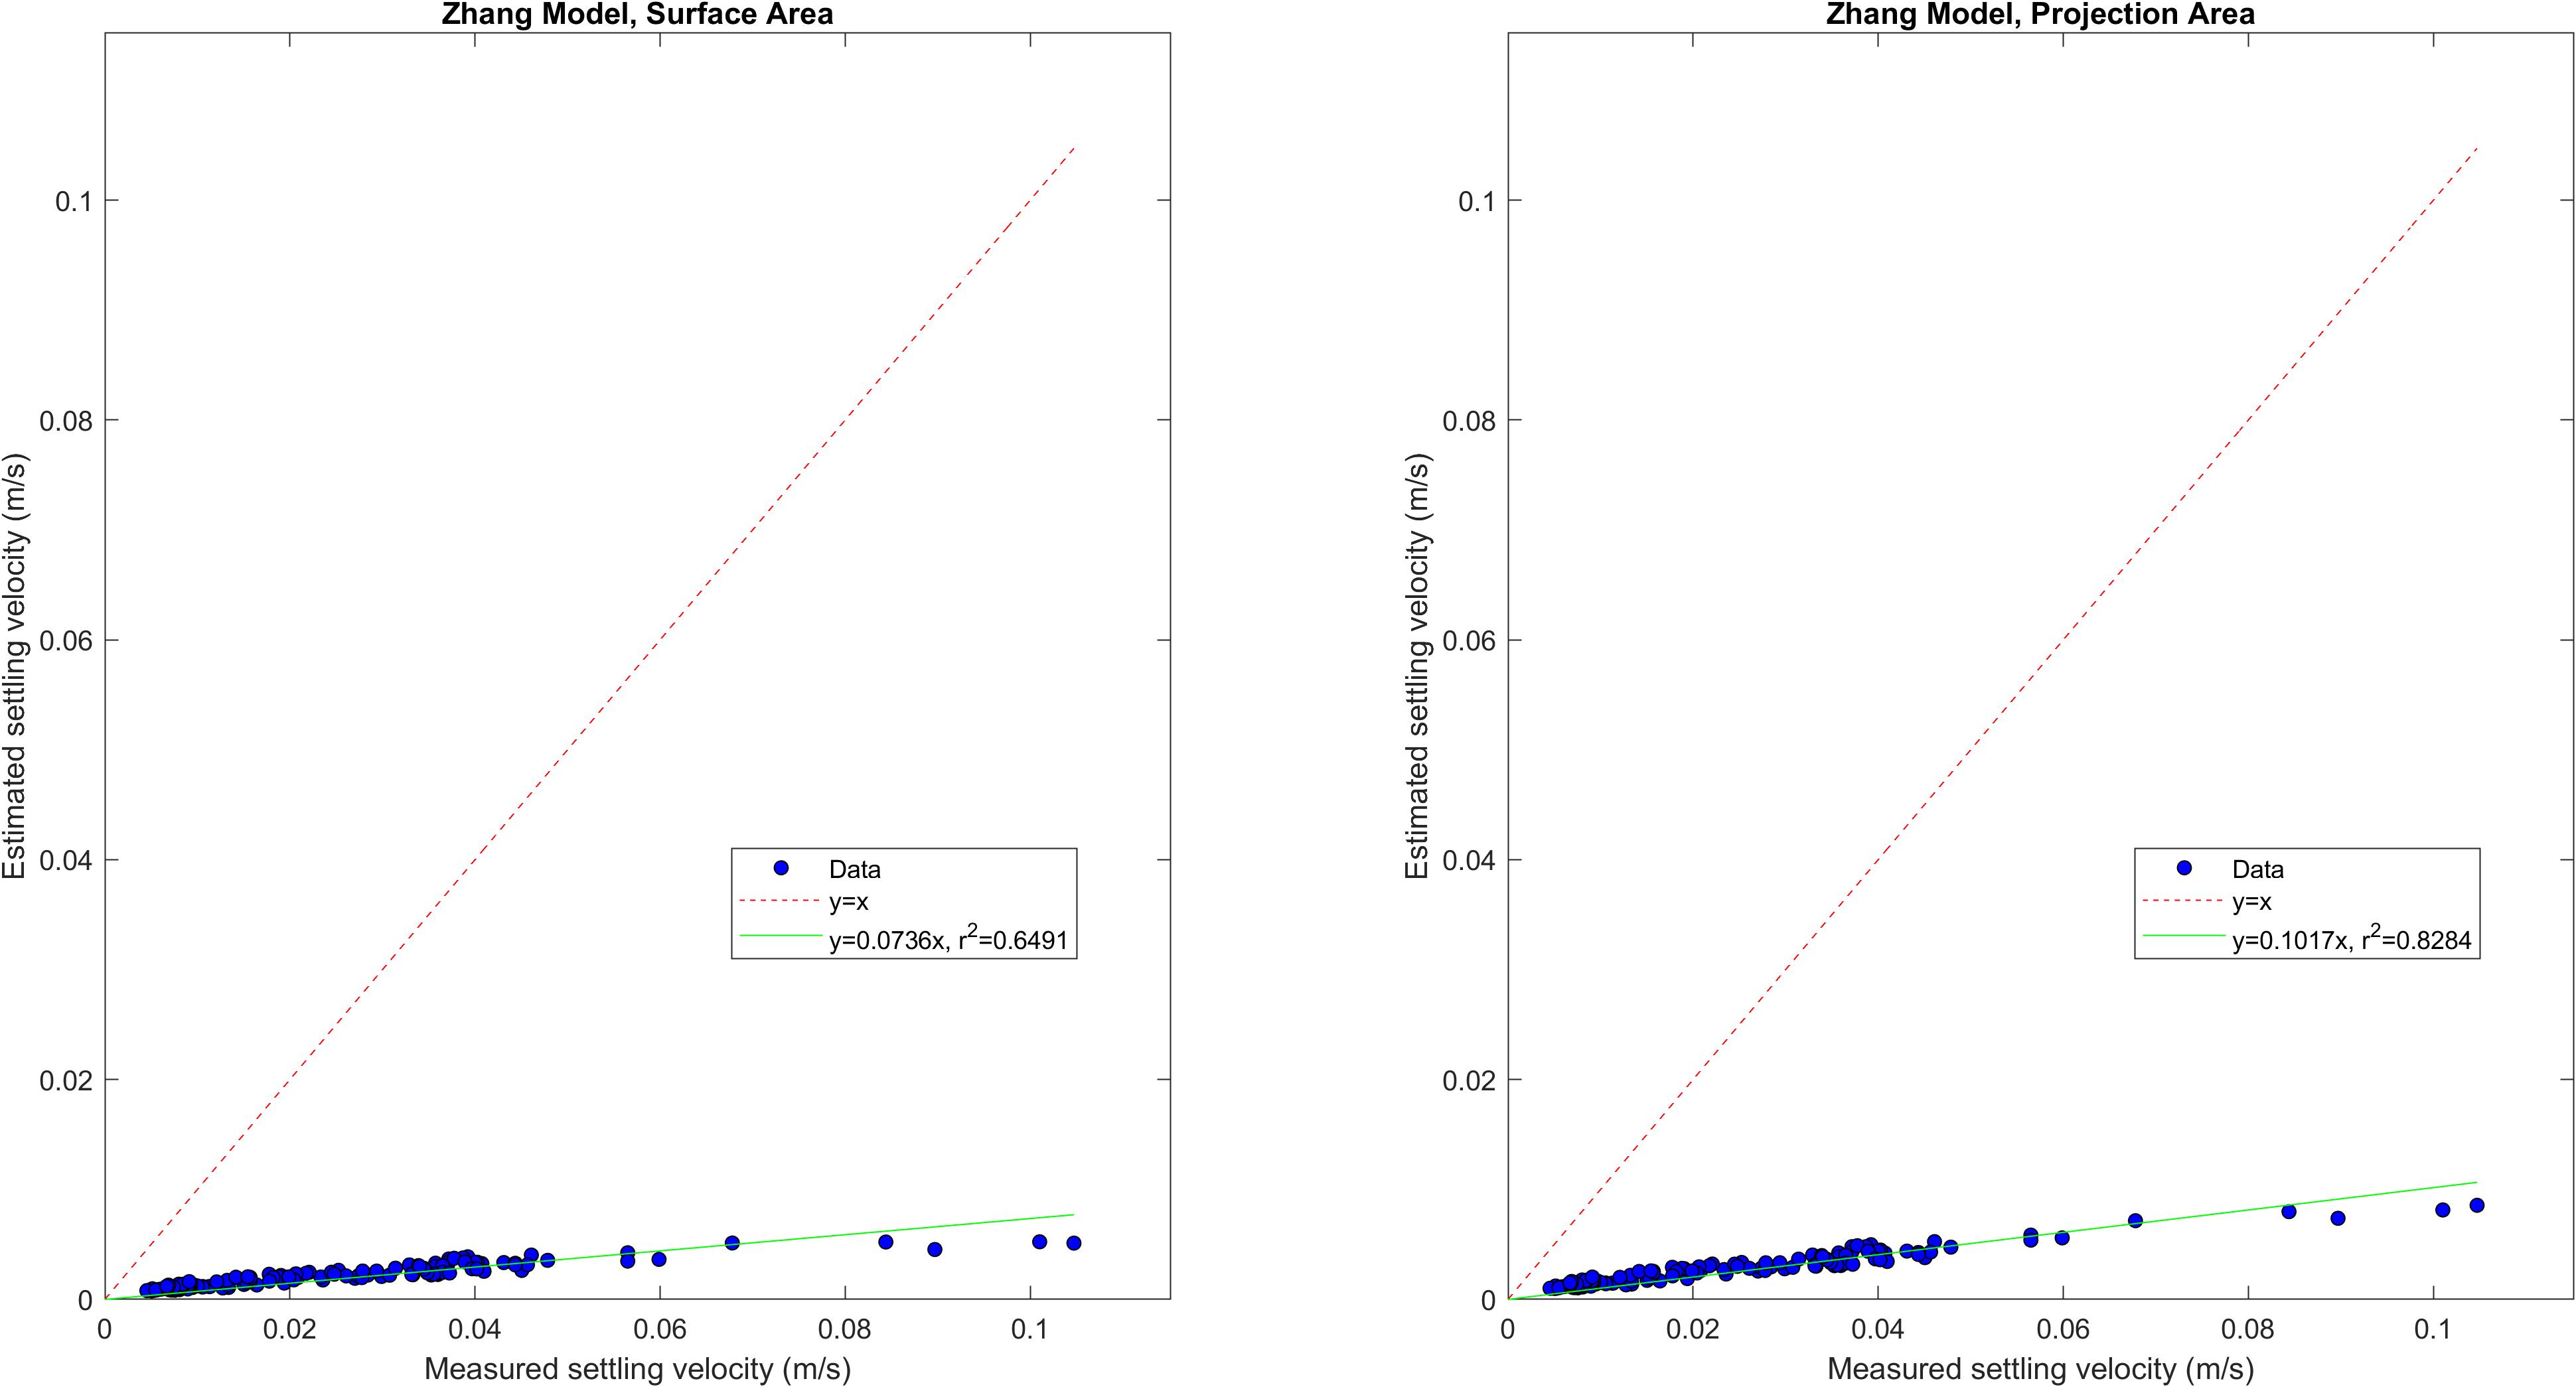 Zhang Model, Surface Area
Estimated settling velocity (m/s)
0.1
0.08
0.06
0.04
0.02
0
Data
y=x
y=0.0736x, r²=0.6491
0 0.02 0.04 0.06 0.08 0.1
Measured settling velocity (m/s)
Zhang Model, Projection Area
Estimated settling velocity (m/s)
0.1
0.08
0.06
0.04
0.02
0
Data
y=x
y=0.1017x, r²=0.8284
0 0.02 0.04 0.06 0.08 0.1
Measured settling velocity (m/s)